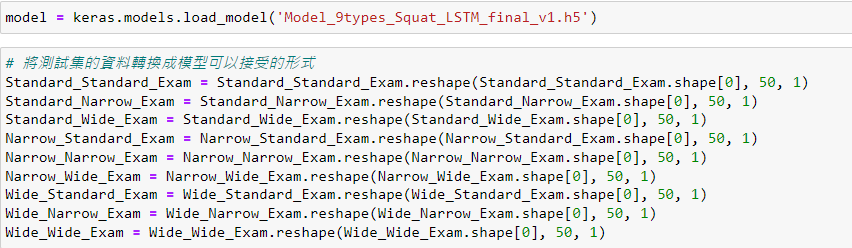 model = keras.models.load_model('Model_9types_Squat_LSTM_final_v1.h5')
# 將測試集的資料轉換成模型可以接受的形式
Standard_Standard_Exam = Standard_Standard_Exam.reshape(Standard_Standard_Exam.shape[0], 50, 1)
Standard_Narrow_Exam = Standard_Narrow_Exam.reshape(Standard_Narrow_Exam.shape[0], 50, 1)
Standard_Wide_Exam = Standard_Wide_Exam.reshape(Standard_Wide_Exam.shape[0], 50, 1)
Narrow_Standard_Exam = Narrow_Standard_Exam.reshape(Narrow_Standard_Exam.shape[0], 50, 1)
Narrow_Narrow_Exam = Narrow_Narrow_Exam.reshape(Narrow_Narrow_Exam.shape[0], 50, 1)
Narrow_Wide_Exam = Narrow_Wide_Exam.reshape(Narrow_Wide_Exam.shape[0], 50, 1)
Wide_Standard_Exam = Wide_Standard_Exam.reshape(Wide_Standard_Exam.shape[0], 50, 1)
Wide_Narrow_Exam = Wide_Narrow_Exam.reshape(Wide_Narrow_Exam.shape[0], 50, 1)
Wide_Wide_Exam = Wide_Wide_Exam.reshape(Wide_Wide_Exam.shape[0], 50, 1)